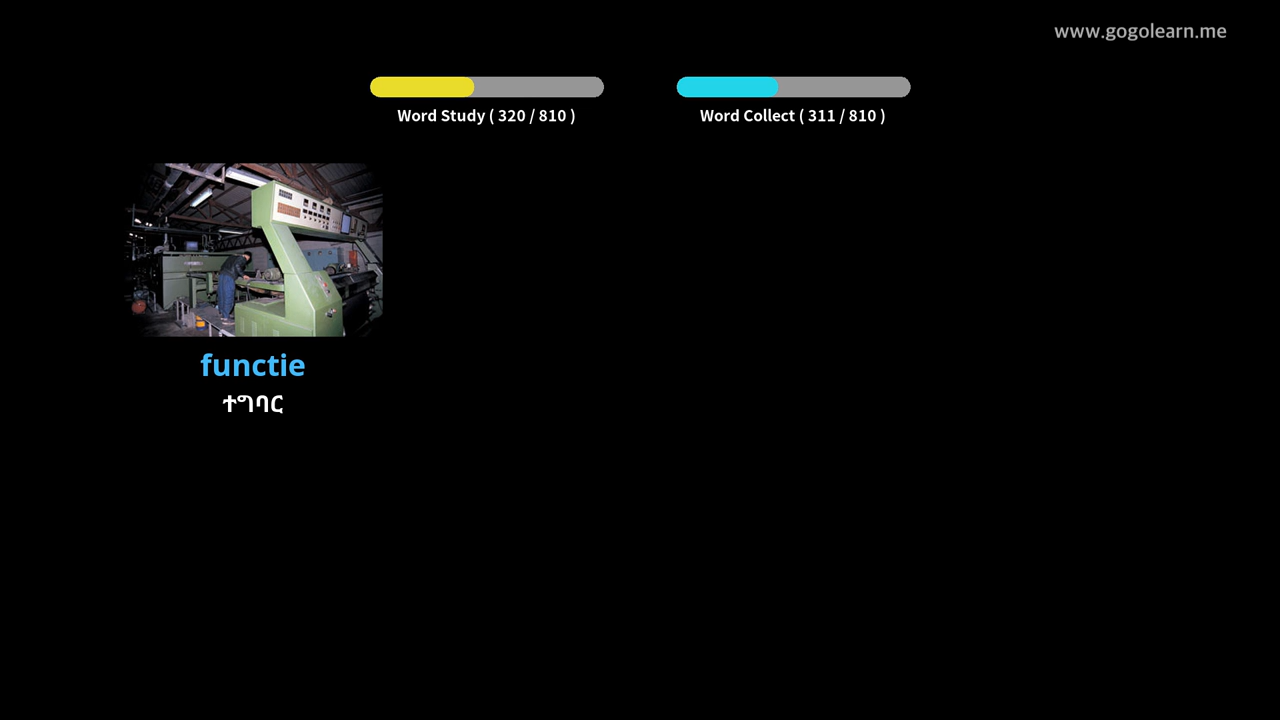 www.gogolearn.me
Word Study ( 320 / 810 )
Word Collect ( 311 / 810 )
functie
ተግባር